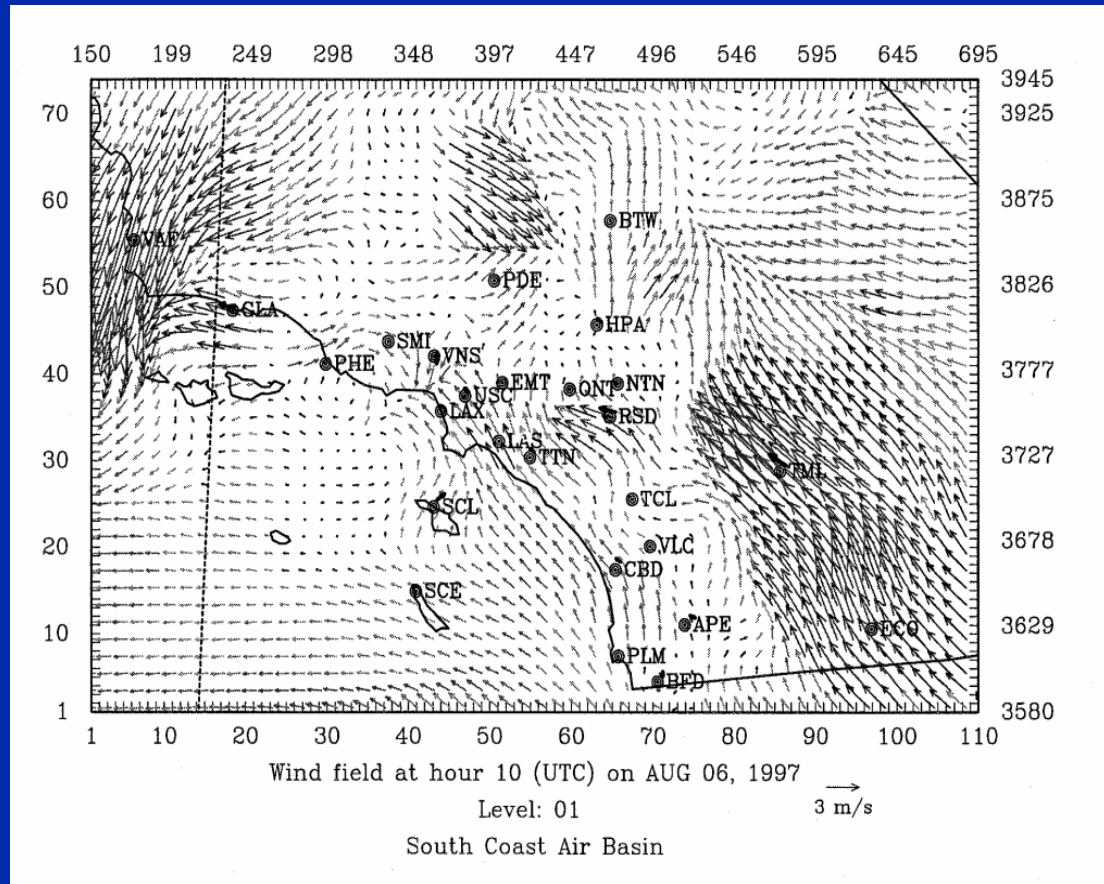 150 199 249 298 348 397 447 496 546 595 645 695
3945
70 3925
60 3875
BTW
VAF
50 PDE 3826
GLA
HPA
SMI VNS
40 PHE 3777
EMT ONT NTN
USC
LAX RSD
LAS
30 TTN 3727
TML
SCL TCL
20 VLC 3678
CBD
SCE
10 APE ECO 3629
PLM
BFD
1 3580
1 10 20 30 40 50 60 70 80 90 100 110
Wind field at hour 10 (UTC) on AUG 06, 1997
Level: 01 3 m/s
South Coast Air Basin